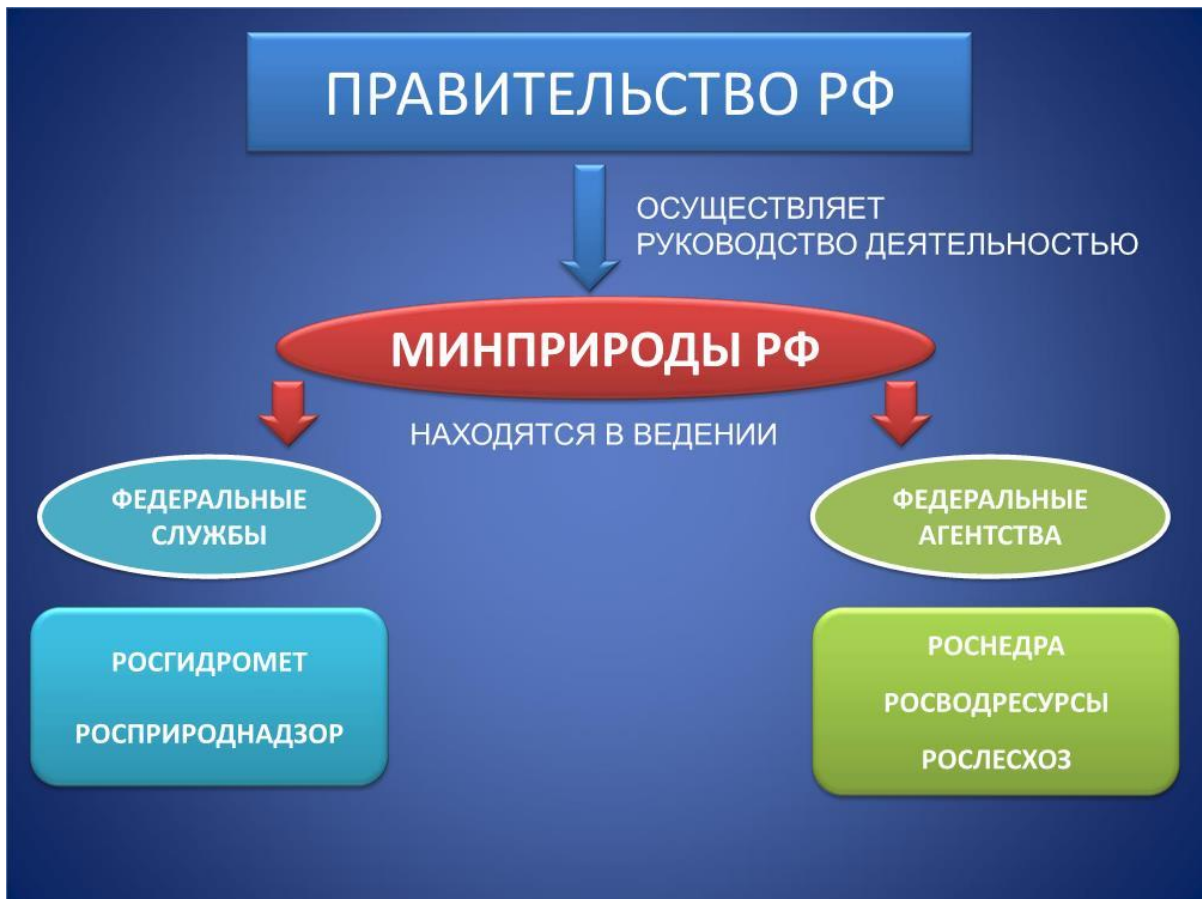 ПРАВИТЕЛЬСТВО РФ
ОСУЩЕСТВЛЯЕТ
РУКОВОДСТВО ДЕЯТЕЛЬНОСТЬЮ
МИНПРИРОДЫ РФ
НАХОДЯТСЯ В ВЕДЕНИИ
ФЕДЕРАЛЬНЫЕ
СЛУЖБЫ
РОСГИДРОМЕТ
РОСПРИРОДНАДЗОР
ФЕДЕРАЛЬНЫЕ
АГЕНТСТВА
РОСНЕДРА
РОСВОДРЕСУРСЫ
РОСЛЕСХОЗ